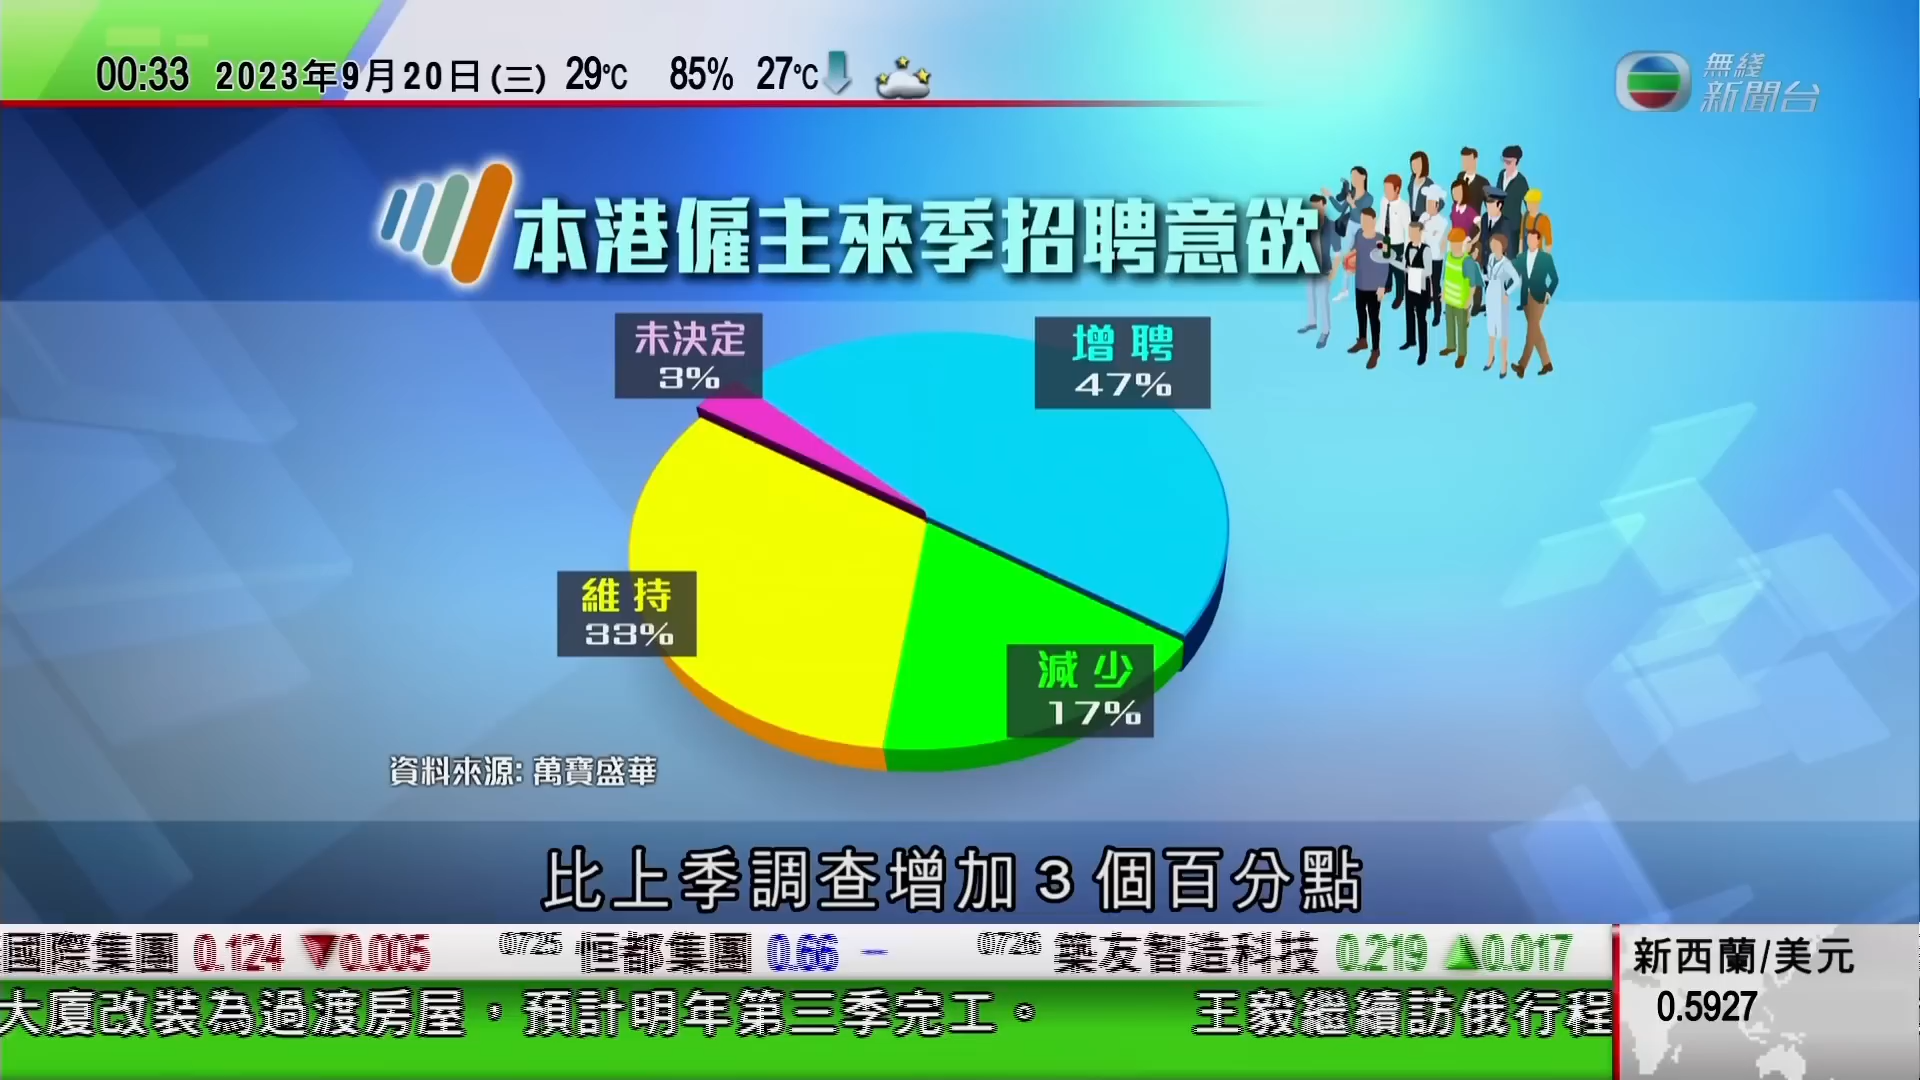 00:33 2023年9月20日(三) 29℃ 85% 27℃
無綫
新聞台
本港僱主來季招聘意欲
未決定
3%
增聘
47%
維持
33%
減少
17%
資料來源: 萬寶盛華
比上季調查增加3個百分點
國際集團 0.124 ▼0.005 07725 恒都集團 0.66 – 07726 築友智造科技 0.219 ▲0.017
大廈改裝為過渡房屋，預計明年第三季完工。 王毅繼續訪俄行程
新西蘭/美元
0.5927